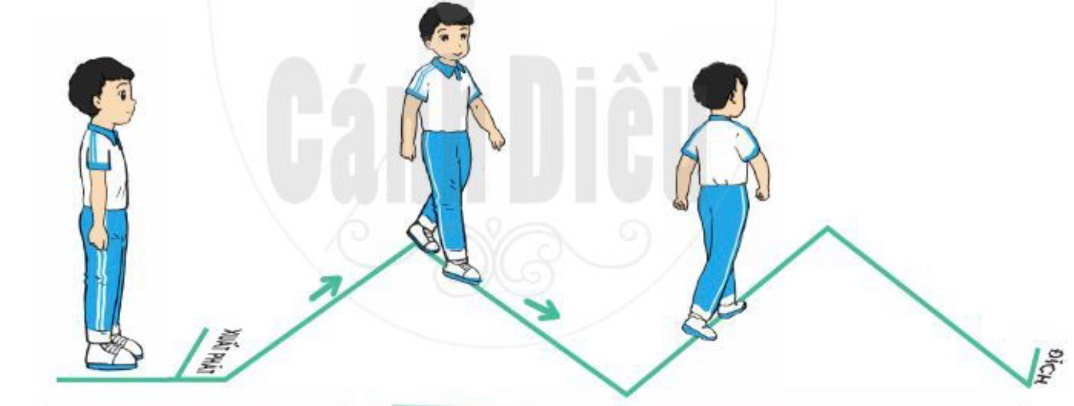 Cánh Diều
XUẤT PHÁT
ĐÍCH